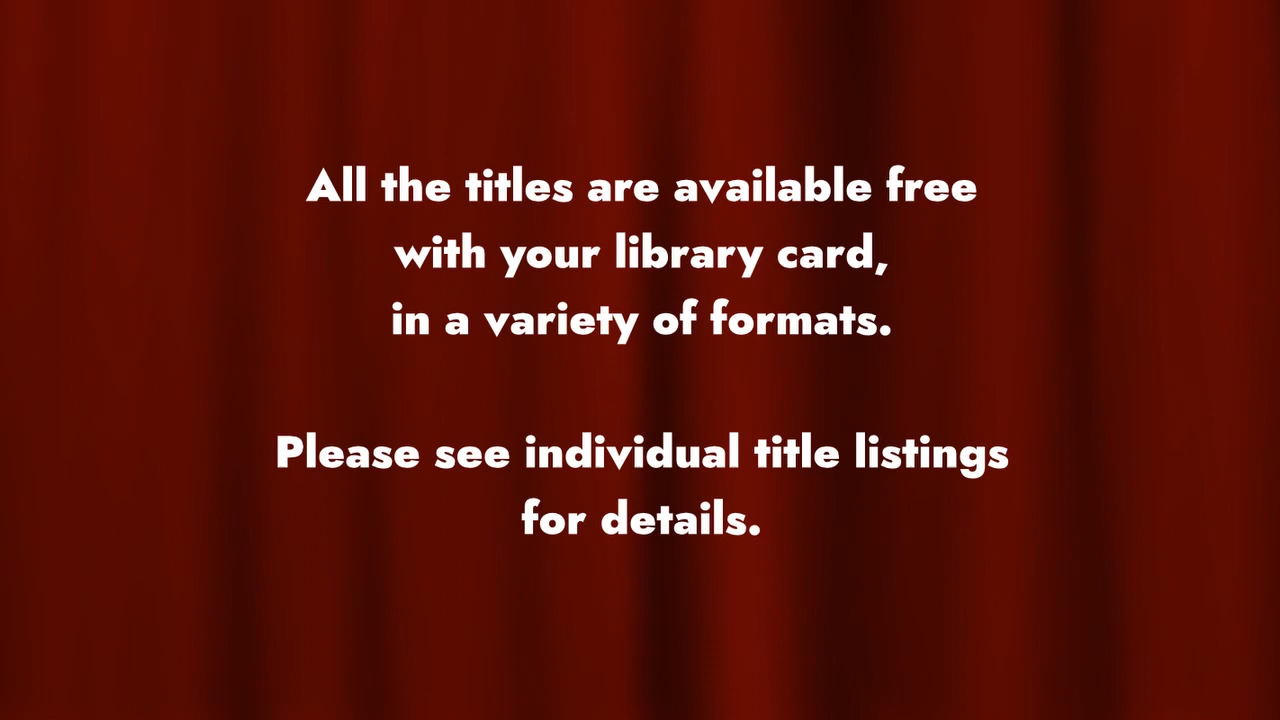 All the titles are available free
with your library card,
in a variety of formats.
Please see individual title listings
for details.